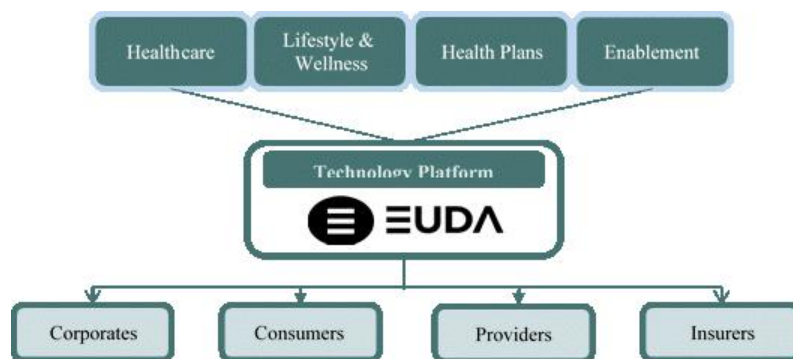 Healthcare
Lifestyle &
Wellness
Health Plans
Enablement
Technology Platform
EUDA
Corporates
Consumers
Providers
Insurers